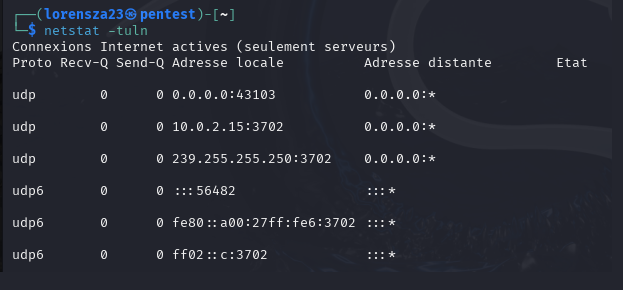 ┌──(lorensza23㉿pentest)-[~]
└─$ netstat -tuln
Connexions Internet actives (seulement serveurs)
Proto Recv-Q Send-Q Adresse locale          Adresse distante        Etat
udp        0      0 0.0.0.0:43103           0.0.0.0:*
udp        0      0 10.0.2.15:3702          0.0.0.0:*
udp        0      0 239.255.255.250:3702    0.0.0.0:*
udp6       0      0 :::56482                :::*
udp6       0      0 fe80::a00:27ff:fe6:3702 :::*
udp6       0      0 ff02::c:3702            :::*